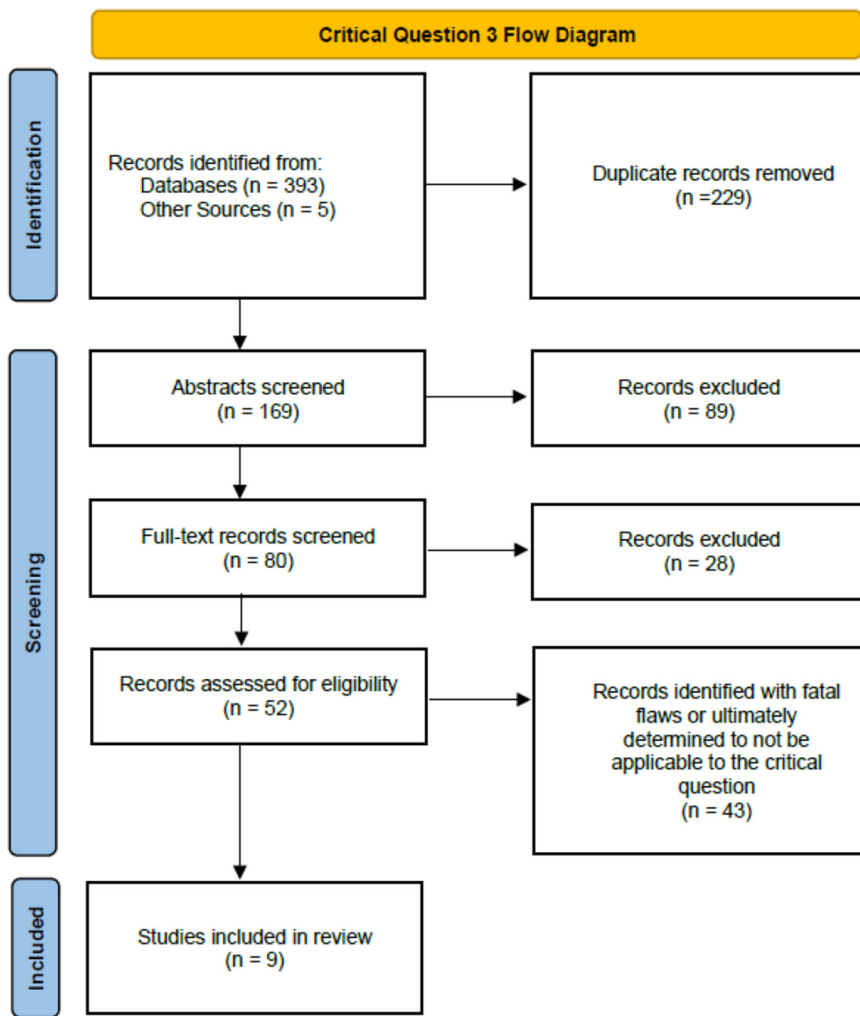 Critical Question 3 Flow Diagram
Identification
Records identified from:
Databases (n = 393)
Other Sources (n = 5)
Duplicate records removed
(n =229)
Screening
Abstracts screened
(n = 169)
Records excluded
(n = 89)
Full-text records screened
(n = 80)
Records excluded
(n = 28)
Records assessed for eligibility
(n = 52)
Records identified with fatal
flaws or ultimately
determined to not be
applicable to the critical
question
(n = 43)
Included
Studies included in review
(n = 9)